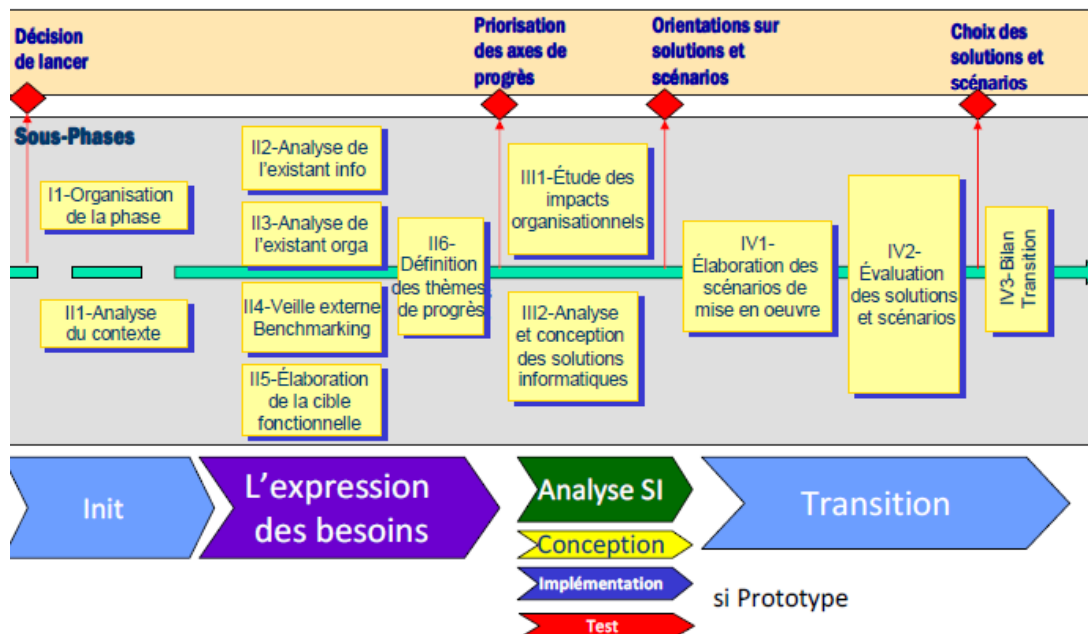 Décision
de lancer
Priorisation
des axes de
progrès
Orientations sur
solutions et
scénarios
Choix des
solutions et
scénarios
Sous-Phases
I1-Organisation
de la phase
II1-Analyse
du contexte
II2-Analyse de
l'existant info
II3-Analyse de
l'existant orga
II4-Veille externe
Benchmarking
II5-Élaboration
de la cible
fonctionnelle
II6-
Définition
des thèmes
de progrès
III1-Étude des
impacts
organisationnels
III2-Analyse
et conception
des solutions
informatiques
IV1-
Élaboration des
scénarios de
mise en oeuvre
IV2-
Évaluation
des solutions
et scénarios
IV3- Bilan
Transition
Init
L'expression
des besoins
Analyse SI
Conception
Implémentation
Test
Transition
si Prototype